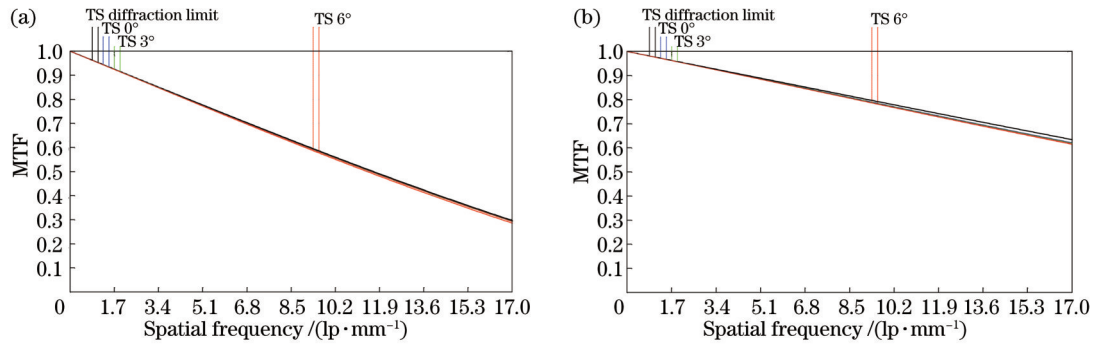 (a)
TS diffraction limit
TS 0°
TS 3°
TS 6°
1.0
0.9
0.8
0.7
0.6
0.5
0.4
0.3
0.2
0.1
MTF
0 1.7 3.4 5.1 6.8 8.5 10.2 11.9 13.6 15.3 17.0
Spatial frequency /(lp·mm⁻¹)
(b)
TS diffraction limit
TS 0°
TS 3°
TS 6°
1.0
0.9
0.8
0.7
0.6
0.5
0.4
0.3
0.2
0.1
MTF
0 1.7 3.4 5.1 6.8 8.5 10.2 11.9 13.6 15.3 17.0
Spatial frequency /(lp·mm⁻¹)